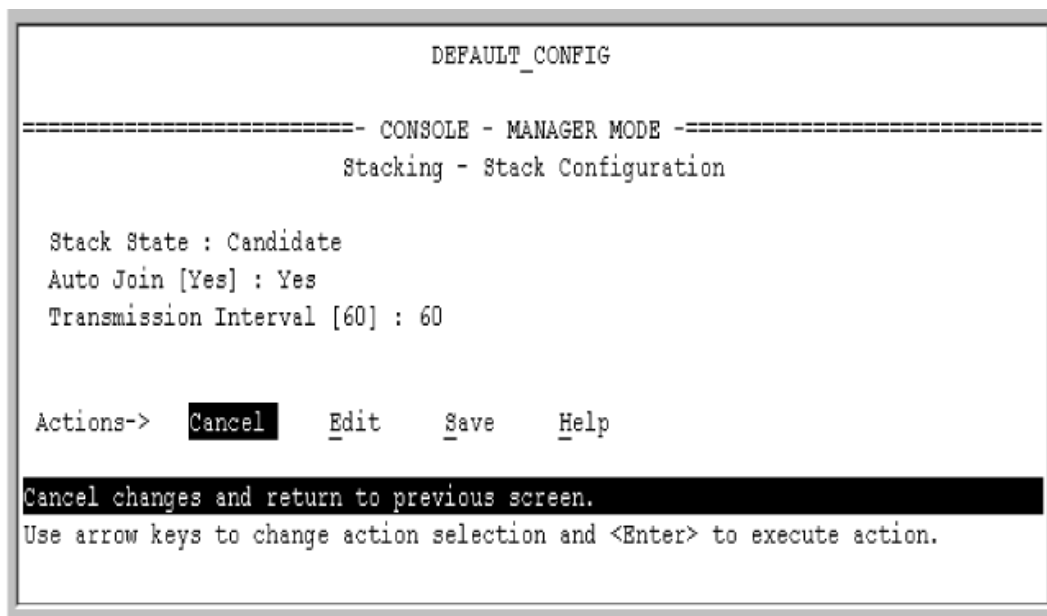 DEFAULT_CONFIG
==========================- CONSOLE - MANAGER MODE -============================
Stacking - Stack Configuration
Stack State : Candidate
Auto Join [Yes] : Yes
Transmission Interval [60] : 60
Actions-> Cancel Edit Save Help
Cancel changes and return to previous screen.
Use arrow keys to change action selection and <Enter> to execute action.